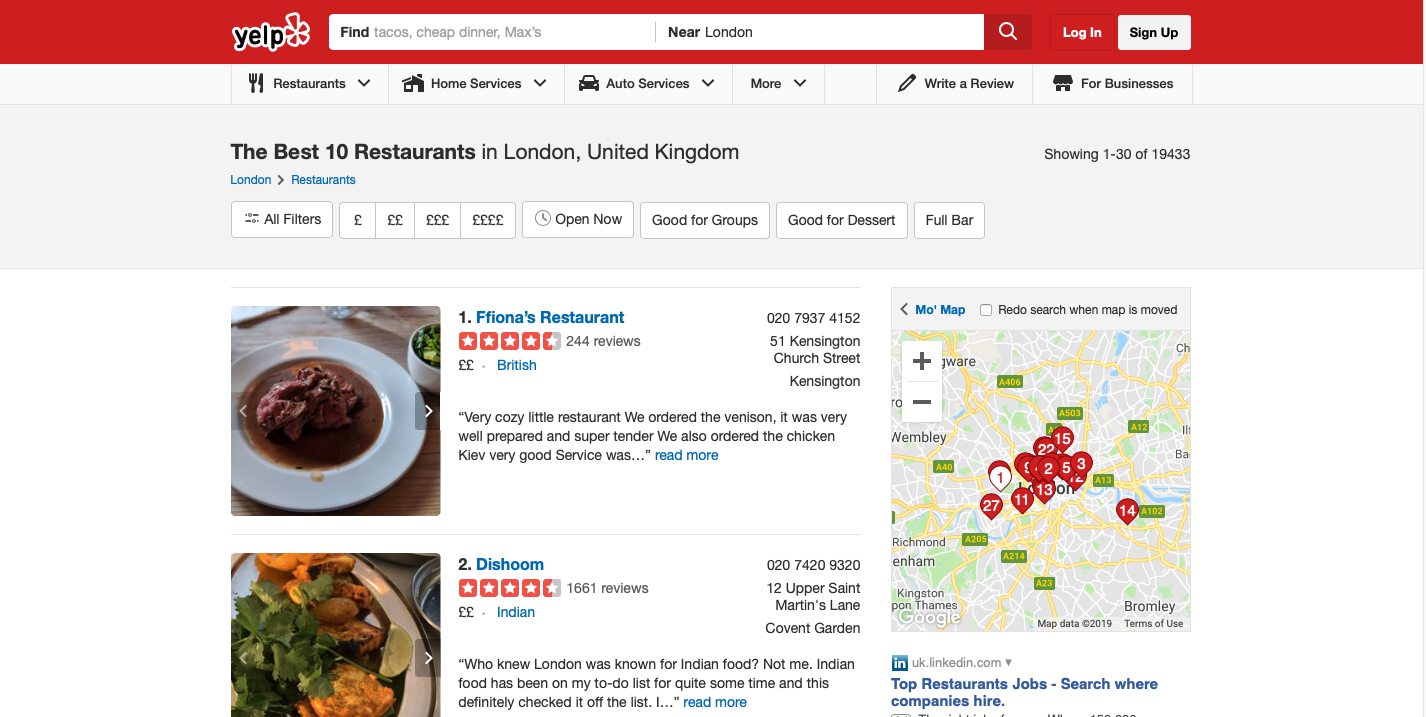 yelp
Find tacos, cheap dinner, Max's
Near London
Log In
Sign Up
Restaurants
Home Services
Auto Services
More
Write a Review
For Businesses
The Best 10 Restaurants in London, United Kingdom
Showing 1-30 of 19433
London
Restaurants
All Filters
£
££
£££
££££
Open Now
Good for Groups
Good for Dessert
Full Bar
1. Ffiona's Restaurant
244 reviews
££ · British
020 7937 4152
51 Kensington
Church Street
Kensington
“Very cozy little restaurant We ordered the venison, it was very
well prepared and super tender We also ordered the chicken
Kiev very good Service was…” read more
2. Dishoom
1661 reviews
££ · Indian
020 7420 9320
12 Upper Saint
Martin's Lane
Covent Garden
“Who knew London was known for Indian food? Not me. Indian
food has been on my to-do list for quite some time and this
definitely checked it off the list. I…” read more
Mo' Map
Redo search when map is moved
Ch
gware
A406
A503
A12
Wembley
15
22
A40
9
2
5
3
12
1
A13
13
London
11
27
14
A102
Richmond
A205
enham
A214
A23
Kingston
pon Thames
Bromley
Google
Map data ©2019
Terms of Use
in uk.linkedin.com
Top Restaurants Jobs - Search where
companies hire.